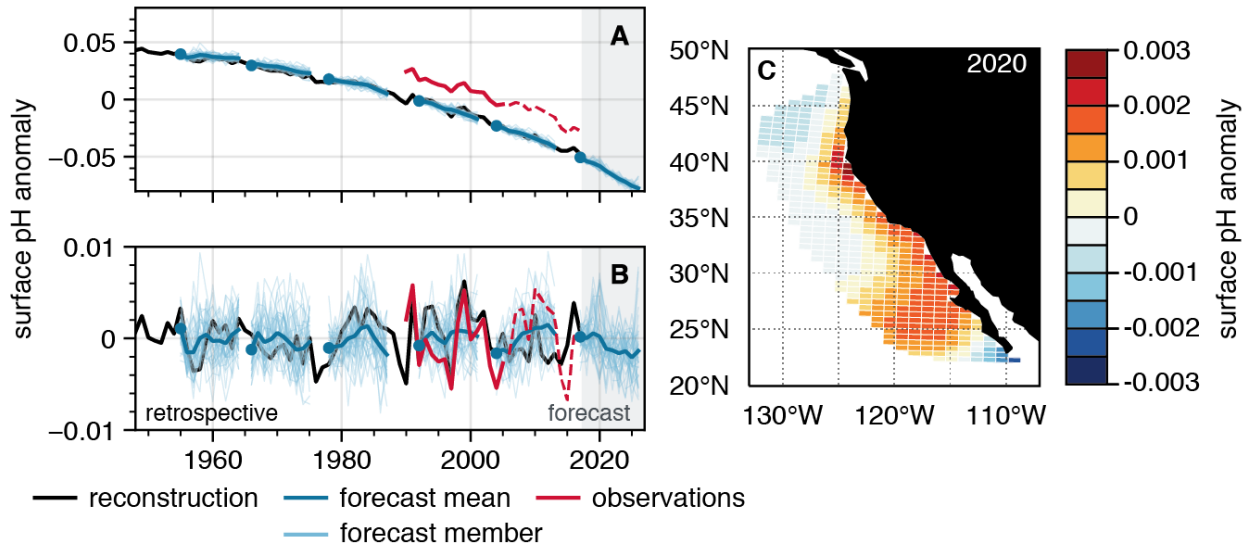 surface pH anomaly
0.05
0
−0.05
A
0.01
0
−0.01
B
retrospective
forecast
1960
1980
2000
2020
reconstruction
forecast mean
observations
forecast member
C
2020
50°N
45°N
40°N
35°N
30°N
25°N
20°N
130°W
120°W
110°W
0.003
0.002
0.001
0
-0.001
-0.002
-0.003
surface pH anomaly